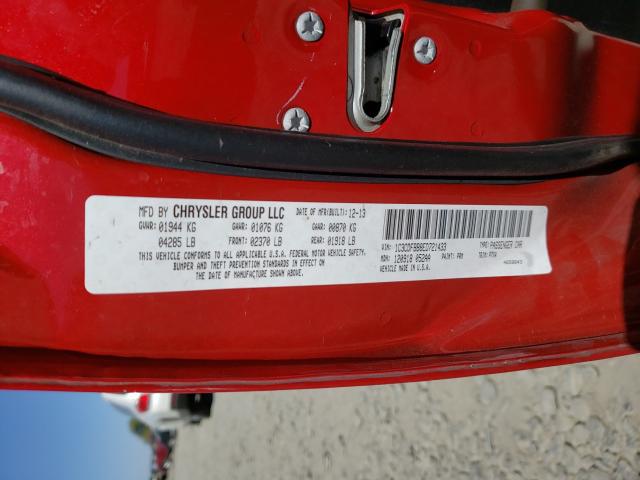 MFD BY CHRYSLER GROUP LLC DATE OF MFR(BUILT): 12-13
GVWR: 01944 KG GAWR: 01076 KG GAWR: 00870 KG
04285 LB FRONT: 02370 LB REAR: 01918 LB
THIS VEHICLE CONFORMS TO ALL APPLICABLE U.S.A. FEDERAL MOTOR VEHICLE SAFETY,
BUMPER AND THEFT PREVENTION STANDARDS IN EFFECT ON
THE DATE OF MANUFACTURE SHOWN ABOVE.
VIN: 1C3CDFBB8ED721433 TYPE: PASSENGER CAR
MDH: 120918 05244 PAINT: PRM TRIM:
VEHICLE MADE IN U.S.A.